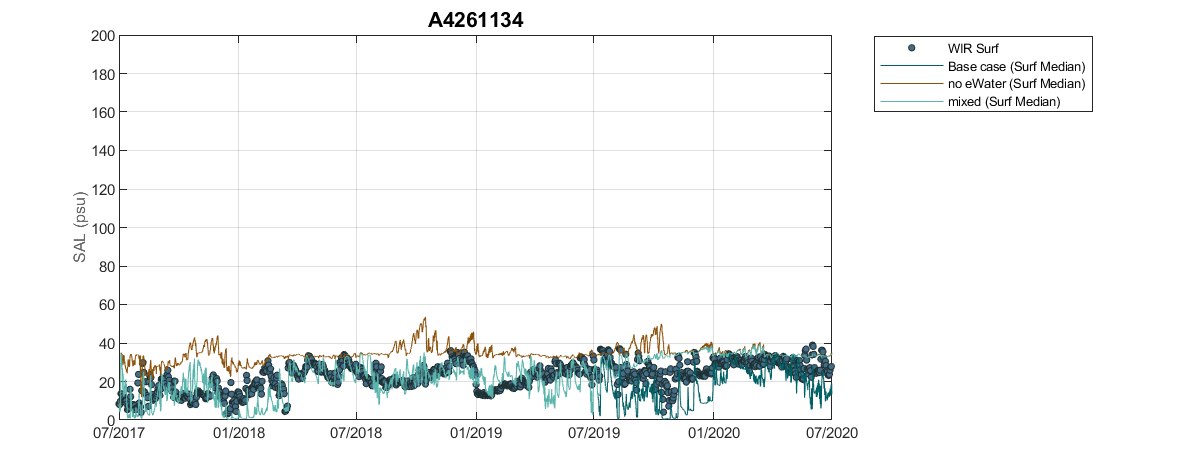 A4261134
200
180
160
140
120
100
80
60
40
20
0
SAL (psu)
07/2017 01/2018 07/2018 01/2019 07/2019 01/2020 07/2020
WIR Surf
Base case (Surf Median)
no eWater (Surf Median)
mixed (Surf Median)